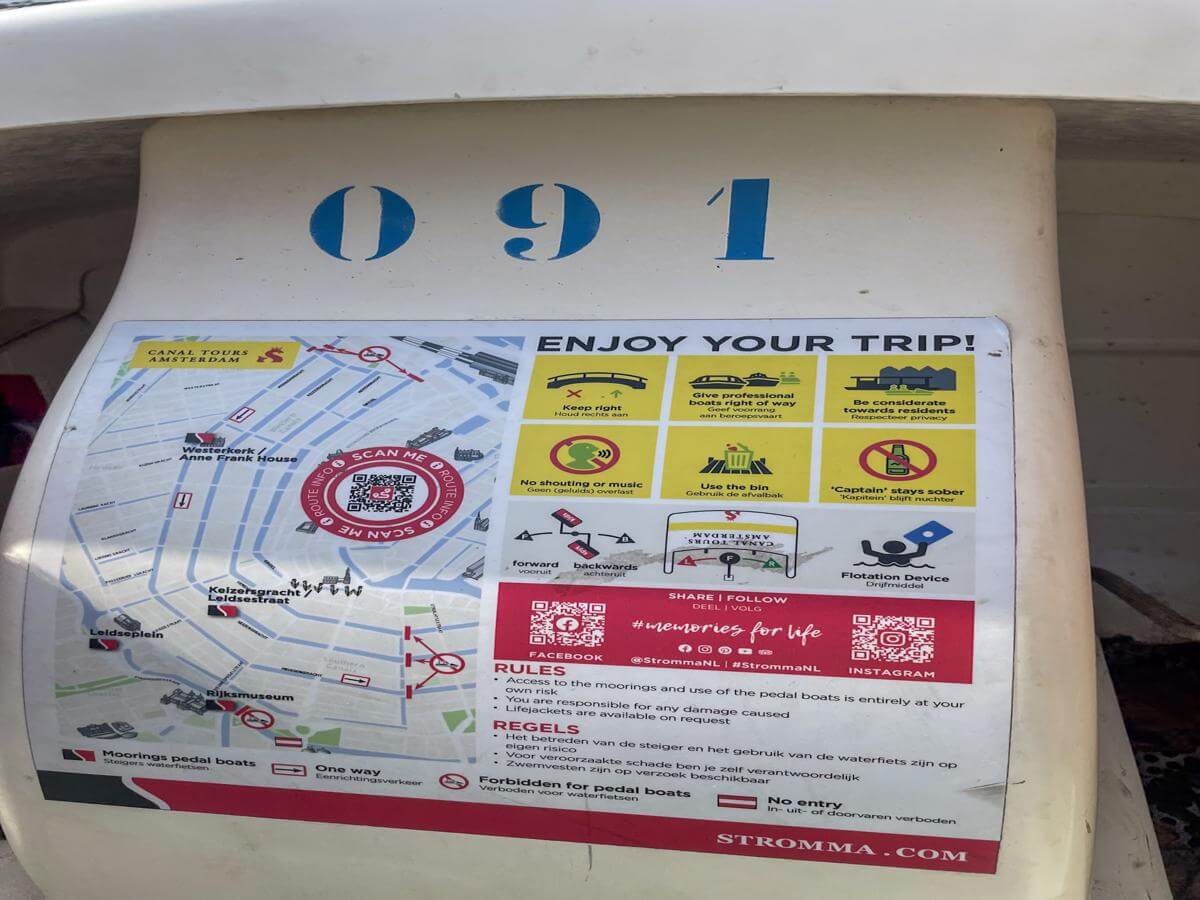 091
CANAL TOURS
AMSTERDAM
Westerkerk /
Anne Frank House
SCAN ME
ROUTE INFO
SCAN ME
ROUTE INFO
Keizersgracht /
Leidsestraat
Leidseplein
Rijksmuseum
Moorings pedal boats
Steigers waterfietsen
One way
Eenrichtingsverkeer
Forbidden for pedal boats
Verboden voor waterfietsen
No entry
In- uit- of doorvaren verboden
ENJOY YOUR TRIP!
Keep right
Houd rechts aan
Give professional
boats right of way
Geef voorrang
aan beroepsvaart
Be considerate
towards residents
Respecteer privacy
No shouting or music
Geen (geluids) overlast
Use the bin
Gebruik de afvalbak
'Captain' stays sober
'Kapitein' blijft nuchter
F
B
forward
vooruit
backwards
achteruit
CANAL TOURS
AMSTERDAM
L
F
R
Flotation Device
Drijfmiddel
SHARE | FOLLOW
DEEL | VOLG
#memories for life
@StrommaNL | #StrommaNL
FACEBOOK
INSTAGRAM
RULES
• Access to the moorings and use of the pedal boats is entirely at your
own risk
• You are responsible for any damage caused
• Lifejackets are available on request
REGELS
• Het betreden van de steiger en het gebruik van de waterfiets zijn op
eigen risico
• Voor veroorzaakte schade ben je zelf verantwoordelijk
• Zwemvesten zijn op verzoek beschikbaar
STROMMA.COM